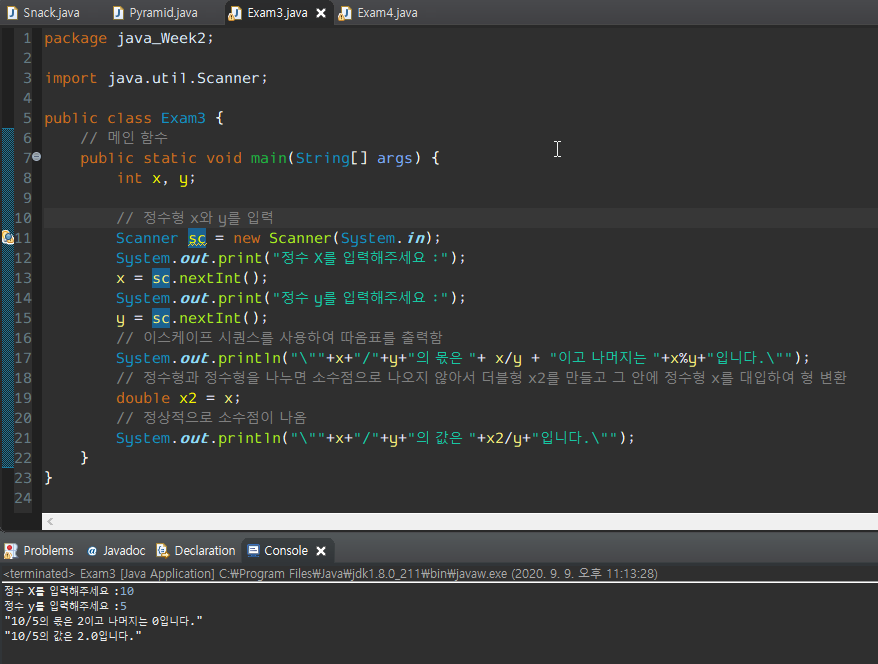 Snack.java Pyramid.java Exam3.java Exam4.java
1 package java_Week2;
2
3 import java.util.Scanner;
4
5 public class Exam3 {
6 // 메인 함수
7 public static void main(String[] args) {
8 int x, y;
9
10 // 정수형 x와 y를 입력
11 Scanner sc = new Scanner(System.in);
12 System.out.print("정수 X를 입력해주세요 :");
13 x = sc.nextInt();
14 System.out.print("정수 y를 입력해주세요 :");
15 y = sc.nextInt();
16 // 이스케이프 시퀀스를 사용하여 따옴표를 출력함
17 System.out.println("\""+x+"/"+y+"의 몫은 "+ x/y + "이고 나머지는 "+x%y+"입니다.\"");
18 // 정수형과 정수형을 나누면 소수점으로 나오지 않아서 더블형 x2를 만들고 그 안에 정수형 x를 대입하여 형 변환
19 double x2 = x;
20 // 정상적으로 소수점이 나옴
21 System.out.println("\""+x+"/"+y+"의 값은 "+x2/y+"입니다.\"");
22 }
23 }
24
Problems Javadoc Declaration Console
<terminated> Exam3 [Java Application] C:₩Program Files₩Java₩jdk1.8.0_211₩bin₩javaw.exe (2020. 9. 9. 오후 11:13:28)
정수 X를 입력해주세요 :10
정수 y를 입력해주세요 :5
"10/5의 몫은 2이고 나머지는 0입니다."
"10/5의 값은 2.0입니다."